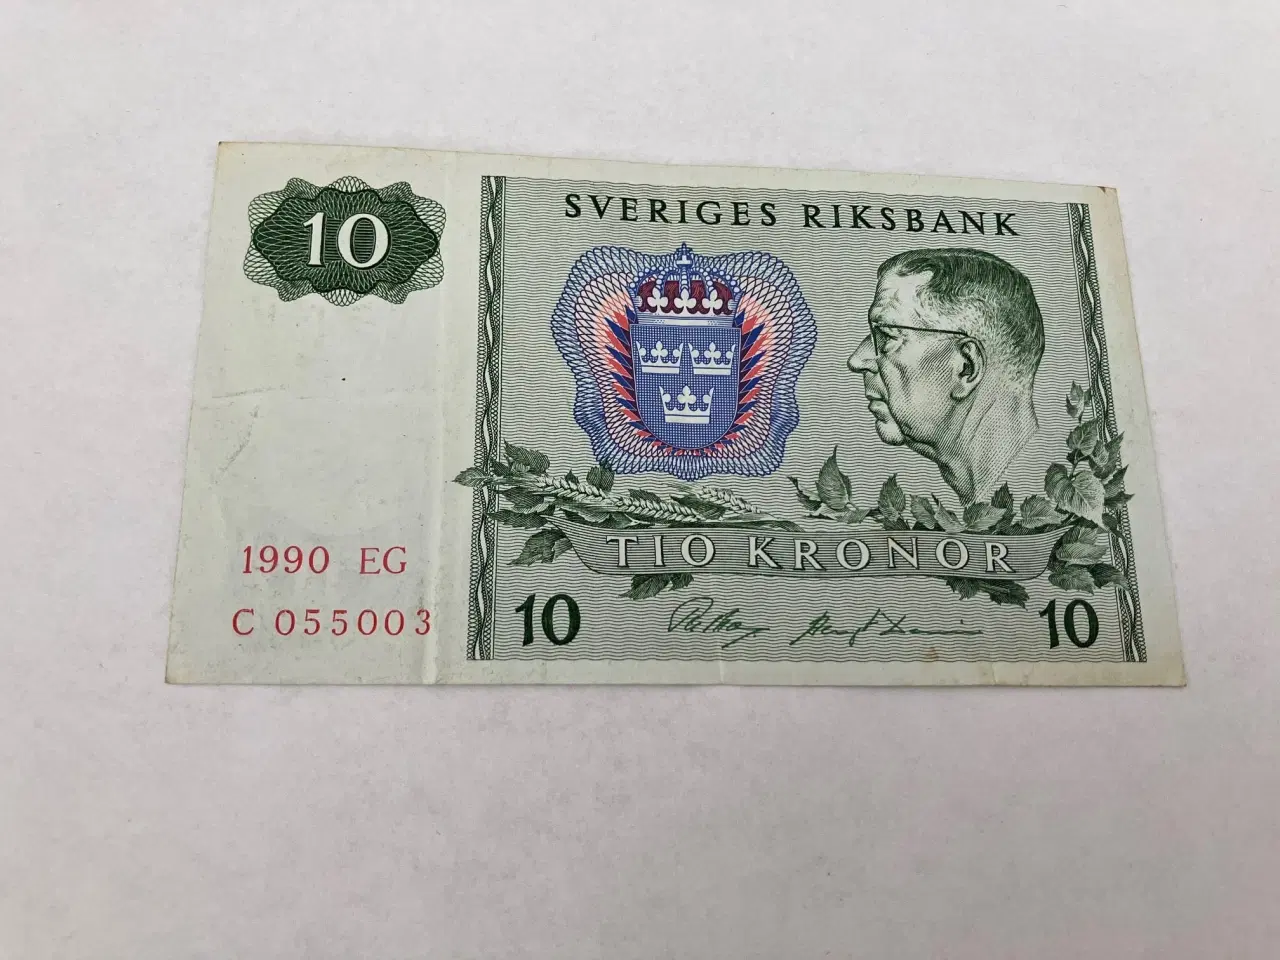 10
SVERIGES RIKSBANK
TIO KRONOR
1990 EG
C 055003
10
10